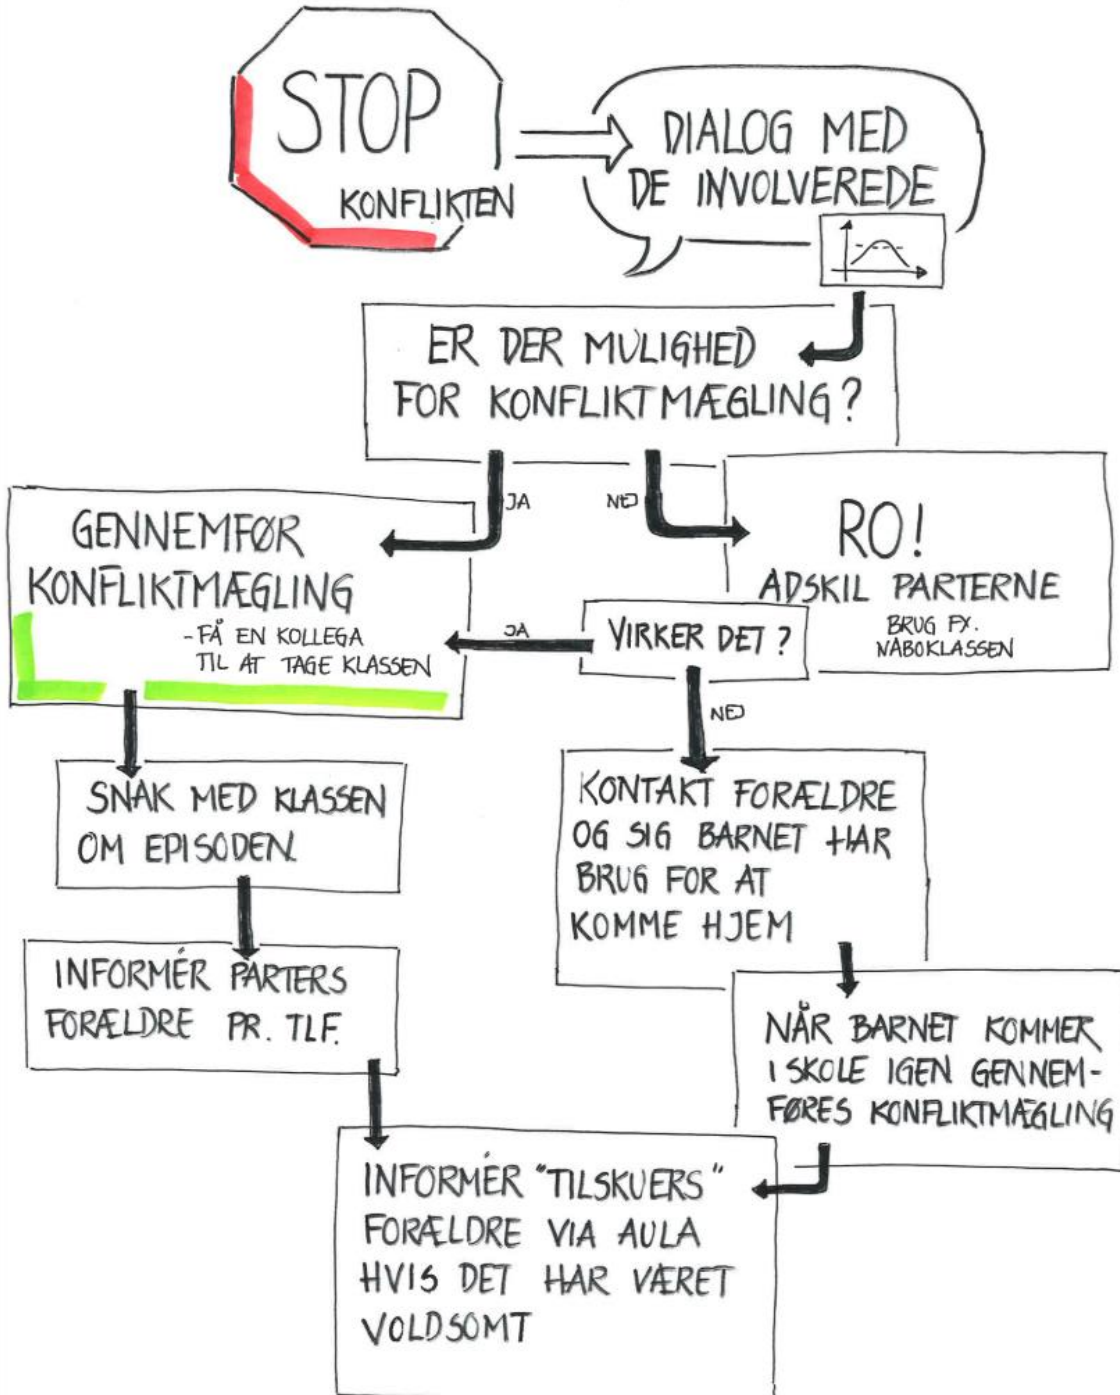 STOP
KONFLIKTEN
DIALOG MED
DE INVOLVEREDE
ER DER MULIGHED
FOR KONFLIKTMÆGLING?
JA
NEJ
GENNEMFØR
KONFLIKTMÆGLING
- FÅ EN KOLLEGA
TIL AT TAGE KLASSEN
RO!
ADSKIL PARTERNE
BRUG FX.
NABOKLASSEN
VIRKER DET?
JA
NEJ
SNAK MED KLASSEN
OM EPISODEN.
INFORMÉR PARTERS
FORÆLDRE PR. TLF.
KONTAKT FORÆLDRE
OG SIG BARNET HAR
BRUG FOR AT
KOMME HJEM
NÅR BARNET KOMMER
I SKOLE IGEN GENNEM-
FØRES KONFLIKTMÆGLING
INFORMÉR "TILSKUERS"
FORÆLDRE VIA AULA
HVIS DET HAR VÆRET
VOLDSOMT